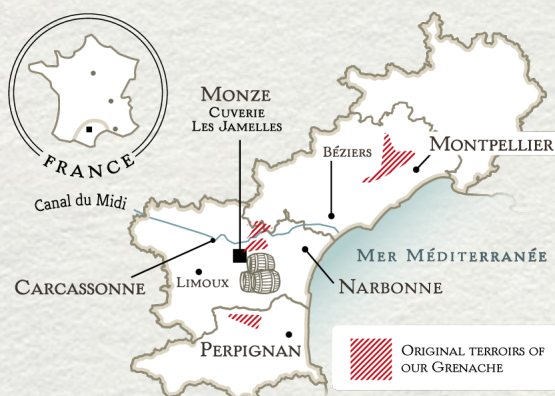 FRANCE
Canal du Midi
MONZE
CUVERIE
LES JAMELLES
BÉZIERS
MONTPELLIER
MER MÉDITERRANÉE
CARCASSONNE
LIMOUX
NARBONNE
PERPIGNAN
ORIGINAL TERROIRS OF
OUR GRENACHE